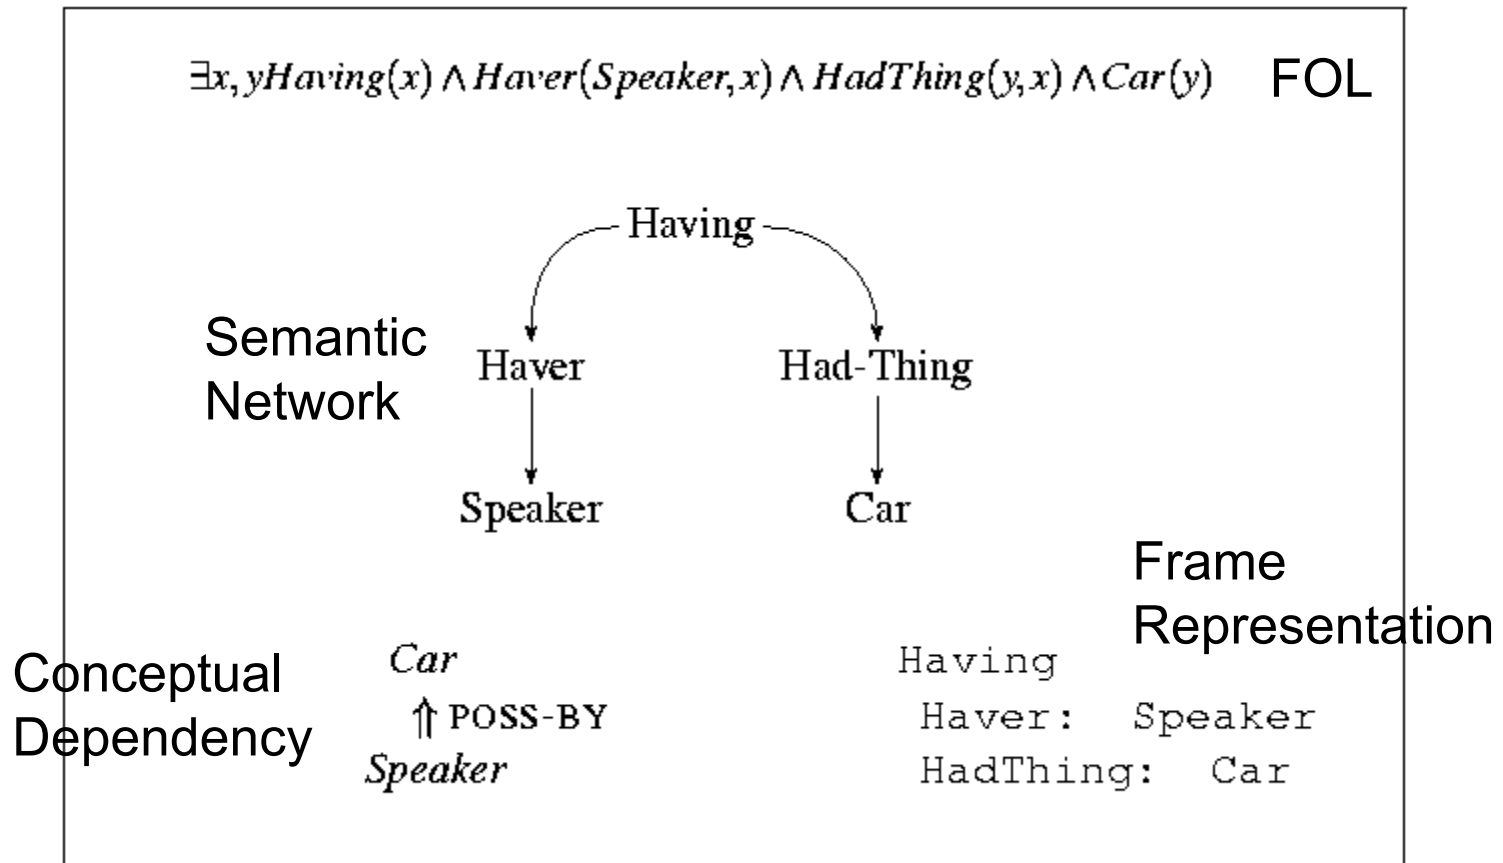 ∃x, yHaving(x) ∧ Haver(Speaker, x) ∧ HadThing(y, x) ∧ Car(y)
FOL
Having
Semantic
Network
Haver
Had-Thing
Speaker
Car
Frame
Representation
Conceptual
Dependency
Car
⇑ POSS-BY
Speaker
Having
Haver: Speaker
HadThing: Car